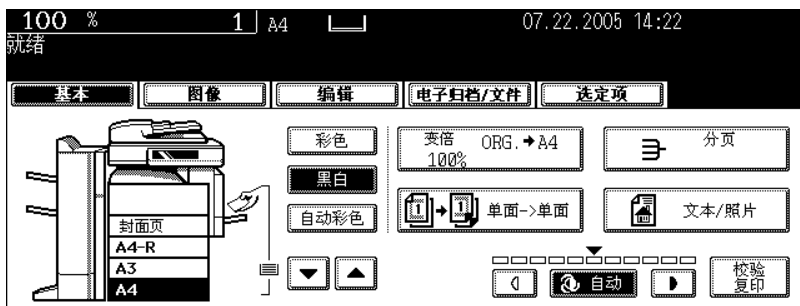 100 % 1 A4 07.22.2005 14:22
就绪
基本 图像 编辑 电子归档/文件 选定项
彩色
黑白
自动彩色
变倍 ORG.➔A4
100%
分页
1➔1 单面->单面
文本/照片
封面页
A4-R
A3
A4
自动
校验
复印